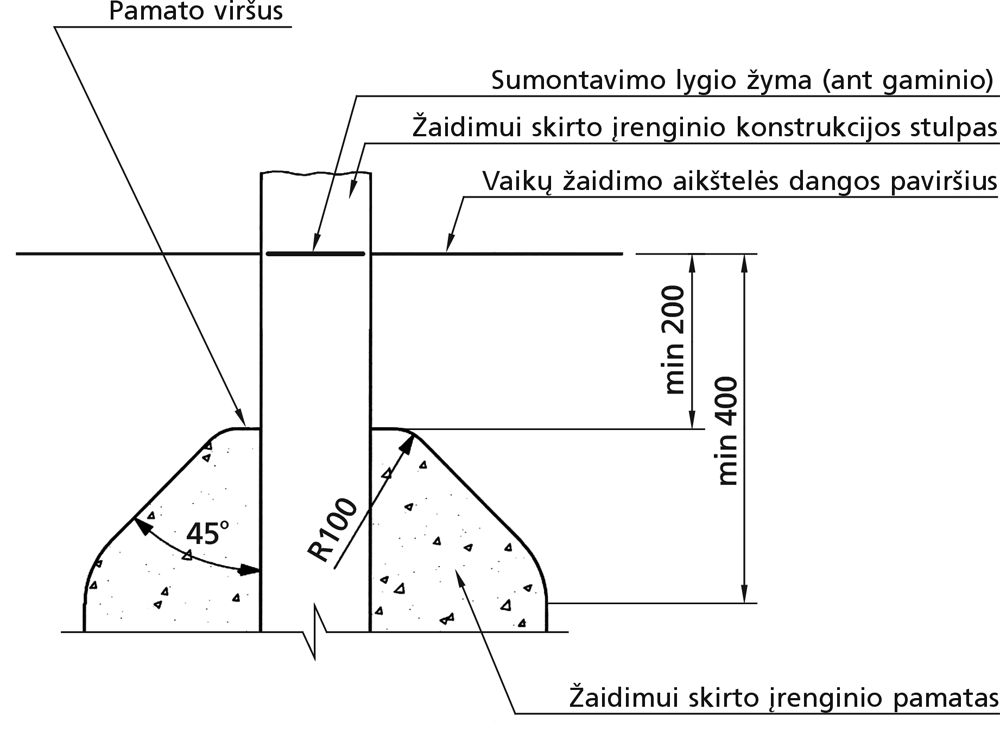 Pamato viršus
Sumontavimo lygio žyma (ant gaminio)
Žaidimui skirto įrenginio konstrukcijos stulpas
Vaikų žaidimo aikštelės dangos paviršius
min 200
min 400
45°
R100
Žaidimui skirto įrenginio pamatas